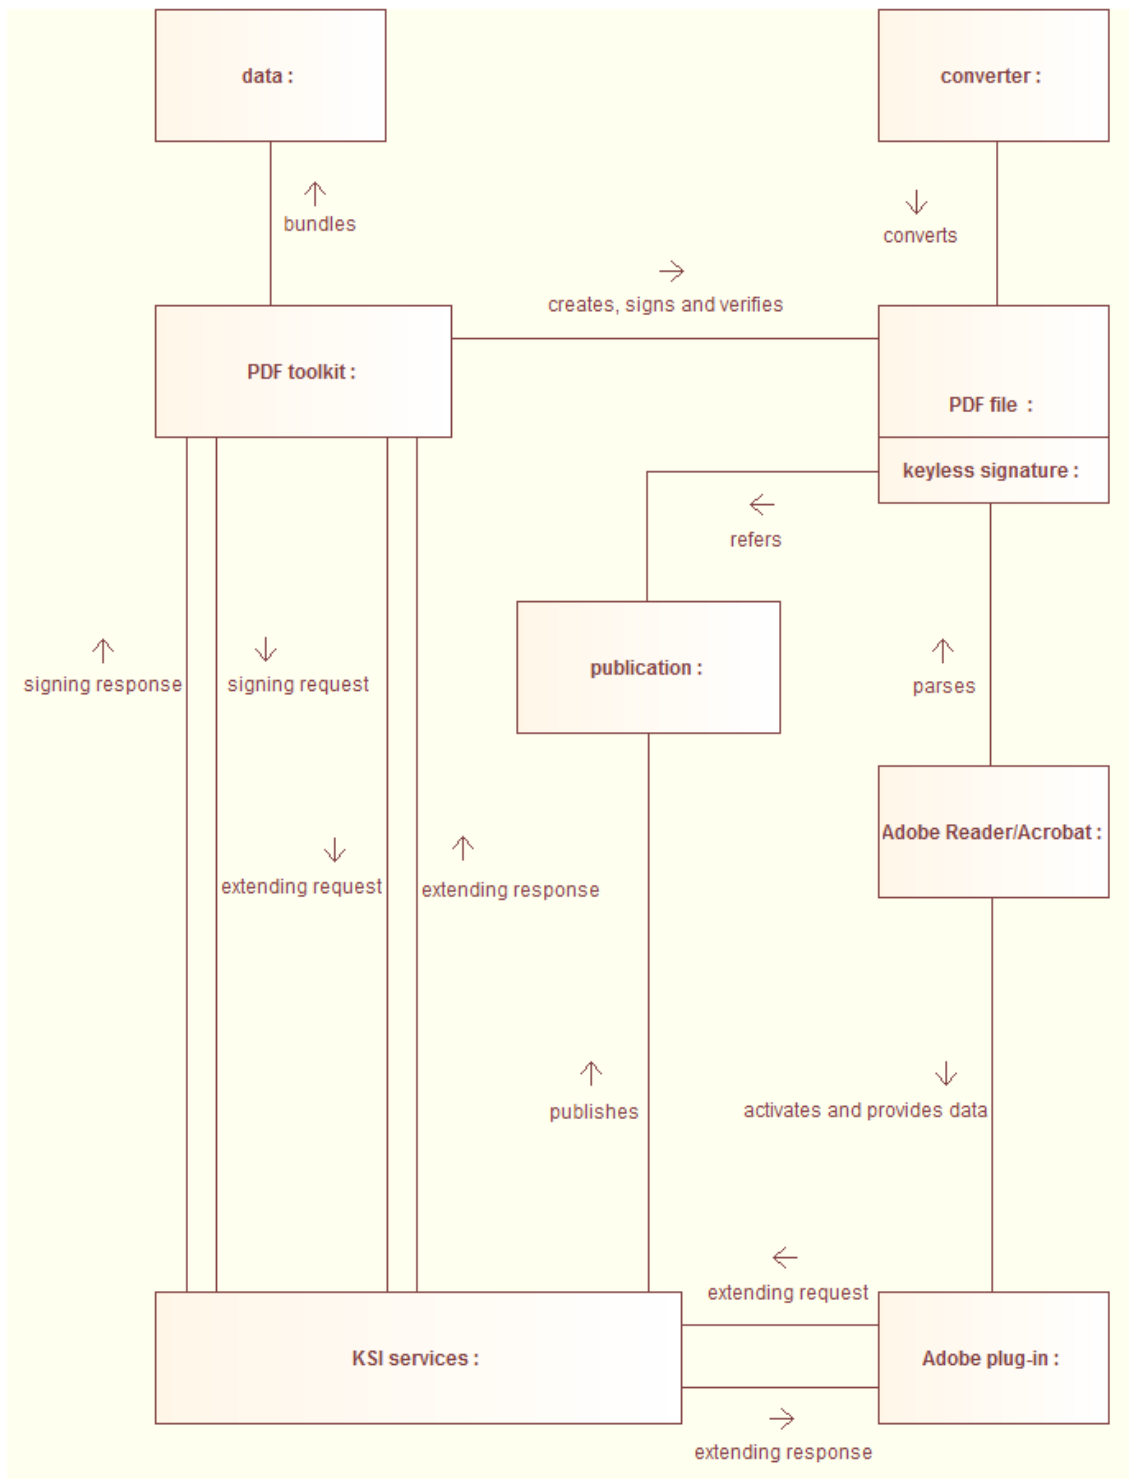 data :
converter :
bundles
converts
creates, signs and verifies
PDF toolkit :
PDF file :
keyless signature :
refers
publication :
signing response
signing request
parses
Adobe Reader/Acrobat :
extending request
extending response
publishes
activates and provides data
extending request
KSI services :
Adobe plug-in :
extending response